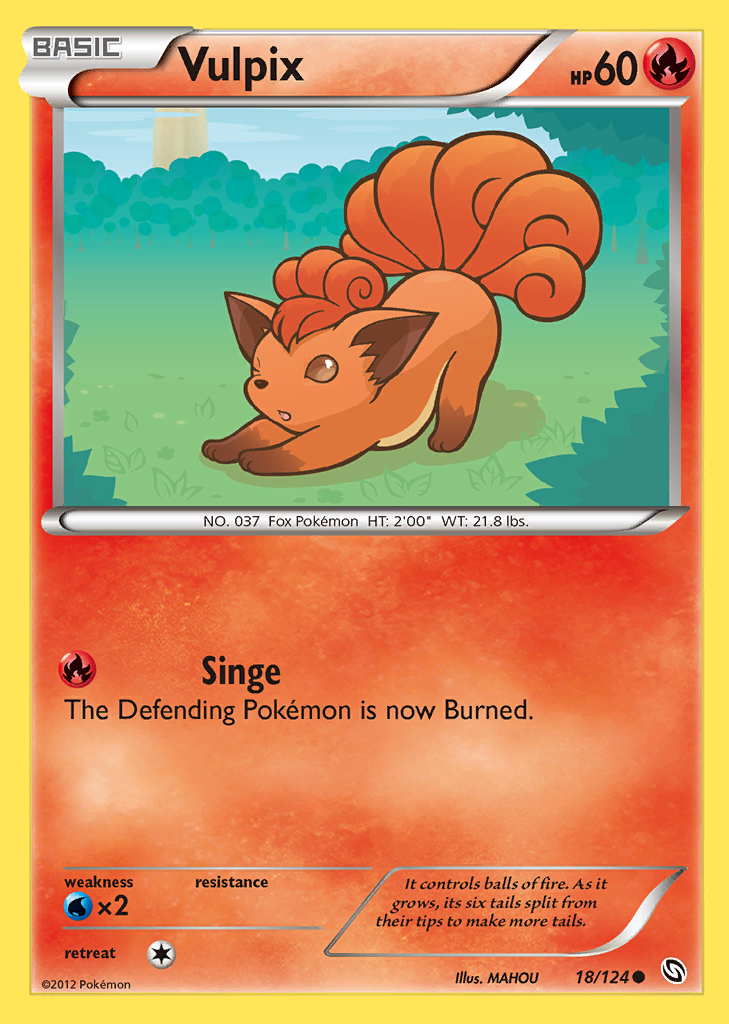 BASIC
Vulpix
HP60
NO. 037 Fox Pokémon HT: 2'00" WT: 21.8 lbs.
Singe
The Defending Pokémon is now Burned.
weakness
resistance
×2
It controls balls of fire. As it
grows, its six tails split from
their tips to make more tails.
retreat
Illus. MAHOU
18/124
©2012 Pokémon